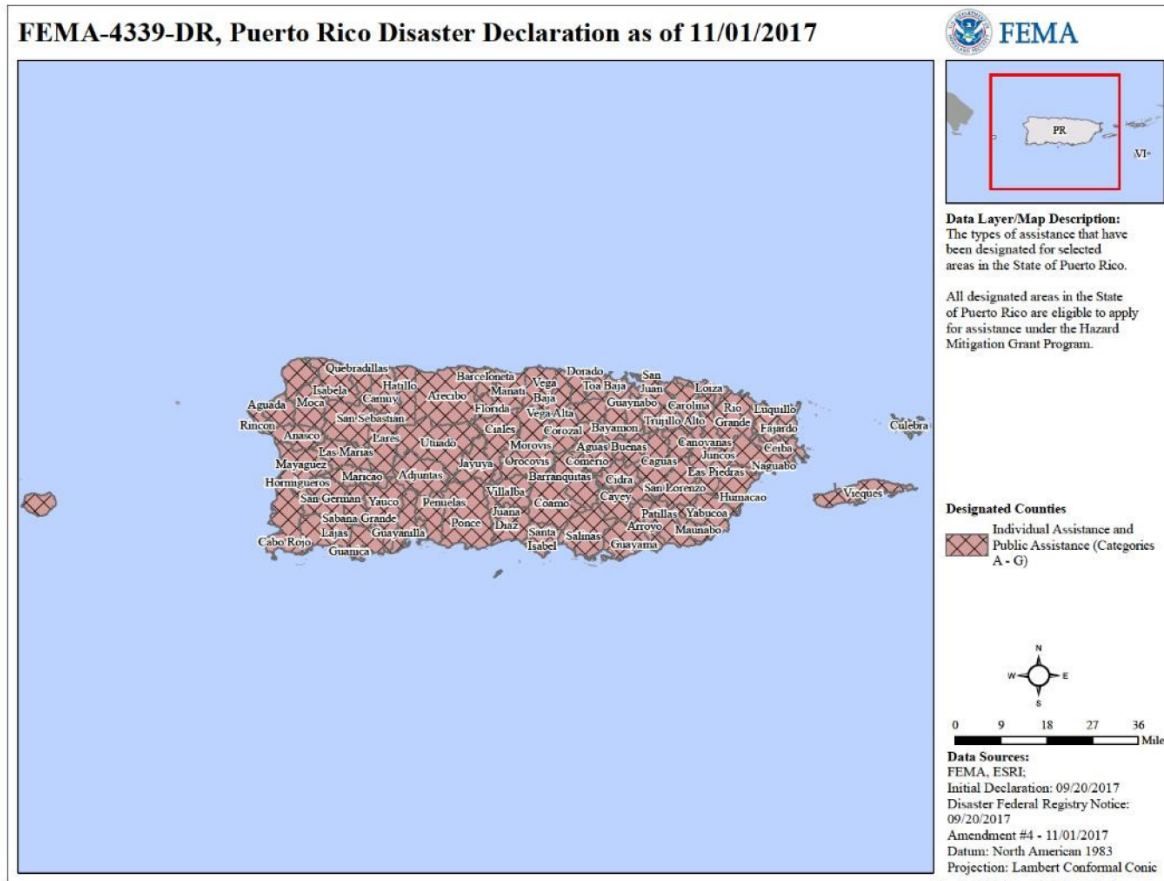 FEMA-4339-DR, Puerto Rico Disaster Declaration as of 11/01/2017
FEMA
PR
VI
Data Layer/Map Description:
The types of assistance that have
been designated for selected
areas in the State of Puerto Rico.
All designated areas in the State
of Puerto Rico are eligible to apply
for assistance under the Hazard
Mitigation Grant Program.
Quebradillas
Isabela
Hatillo
Camuy
Arecibo
Barceloneta
Manati
Florida
Vega
Baja
Dorado
Toa Baja
San
Juan
Loiza
Aguada
Moca
Rincon
San Sebastian
Vega Alta
Guaynabo
Carolina
Rio
Grande
Luquillo
Fajardo
Culebra
Anasco
Lares
Utuado
Ciales
Corozal
Bayamon
Trujillo Alto
Las Marias
Morovis
Aguas Buenas
Canovanas
Ceiba
Mayaguez
Jayuya
Orocovis
Comerio
Caguas
Juncos
Naguabo
Hormigueros
Maricao
Adjuntas
Barranquitas
Cidra
Las Piedras
San German
Yauco
Penuelas
Villalba
Coamo
Cayey
San Lorenzo
Humacao
Vieques
Sabana Grande
Ponce
Juana
Diaz
Patillas
Yabucoa
Cabo Rojo
Lajas
Guayanilla
Santa
Isabel
Salinas
Arroyo
Maunabo
Guanica
Guayama
Designated Counties
Individual Assistance and
Public Assistance (Categories
A - G)
N
W
E
S
0 9 18 27 36
Mile
Data Sources:
FEMA, ESRI;
Initial Declaration: 09/20/2017
Disaster Federal Registry Notice:
09/20/2017
Amendment #4 - 11/01/2017
Datum: North American 1983
Projection: Lambert Conformal Conic